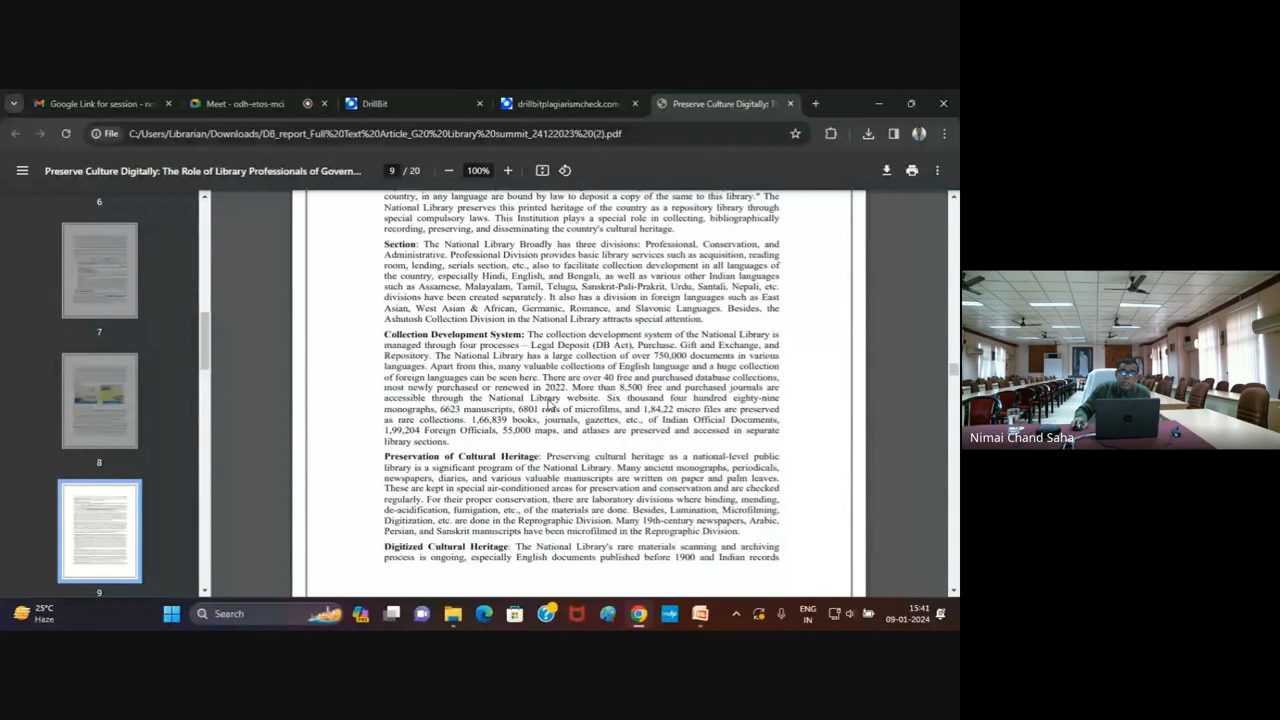 Google Link for session - no
Meet - odh-etos-mci
DrillBit
drillbitplagiarismcheck.com
Preserve Culture Digitally: T
File
C:/Users/Librarian/Downloads/DB_report_Full%20Text%20Article_G20%20Library%20summit_24122023%20(2).pdf
Preserve Culture Digitally: The Role of Library Professionals of Govern...
9 / 20
100%
6
7
8
9
country, in any language are bound by law to deposit a copy of the same to this library." The
National Library preserves this printed heritage of the country as a repository library through
special compulsory laws. This Institution plays a special role in collecting, bibliographically
recording, preserving, and disseminating the country's cultural heritage.
Section: The National Library Broadly has three divisions: Professional, Conservation, and
Administrative. Professional Division provides basic library services such as acquisition, reading
room, lending, serials section, etc., also to facilitate collection development in all languages of
the country, especially Hindi, English, and Bengali, as well as various other Indian languages
such as Assamese, Malayalam, Tamil, Telugu, Sanskrit-Pali-Prakrit, Urdu, Santali, Nepali, etc.
divisions have been created separately. It also has a division in foreign languages such as East
Asian, West Asian & African, Germanic, Romance, and Slavonic Languages. Besides, the
Ashutosh Collection Division in the National Library attracts special attention.
Collection Development System: The collection development system of the National Library is
managed through four processes – Legal Deposit (DB Act), Purchase, Gift and Exchange, and
Repository. The National Library has a large collection of over 750,000 documents in various
languages. Apart from this, many valuable collections of English language and a huge collection
of foreign languages can be seen here. There are over 40 free and purchased database collections,
most newly purchased or renewed in 2022. More than 8,500 free and purchased journals are
accessible through the National Library website. Six thousand four hundred eighty-nine
monographs, 6623 manuscripts, 6801 reels of microfilms, and 1,84,22 micro files are preserved
as rare collections. 1,66,839 books, journals, gazettes, etc., of Indian Official Documents,
1,99,204 Foreign Officials, 55,000 maps, and atlases are preserved and accessed in separate
library sections.
Preservation of Cultural Heritage: Preserving cultural heritage as a national-level public
library is a significant program of the National Library. Many ancient monographs, periodicals,
newspapers, diaries, and various valuable manuscripts are written on paper and palm leaves.
These are kept in special air-conditioned areas for preservation and conservation and are checked
regularly. For their proper conservation, there are laboratory divisions where binding, mending,
de-acidification, fumigation, etc., of the materials are done. Besides, Lamination, Microfilming,
Digitization, etc. are done in the Reprographic Division. Many 19th-century newspapers, Arabic,
Persian, and Sanskrit manuscripts have been microfilmed in the Reprographic Division.
Digitized Cultural Heritage: The National Library's rare materials scanning and archiving
process is ongoing, especially English documents published before 1900 and Indian records
Nimai Chand Saha
25°C
Haze
Search
ENG
IN
15:41
09-01-2024